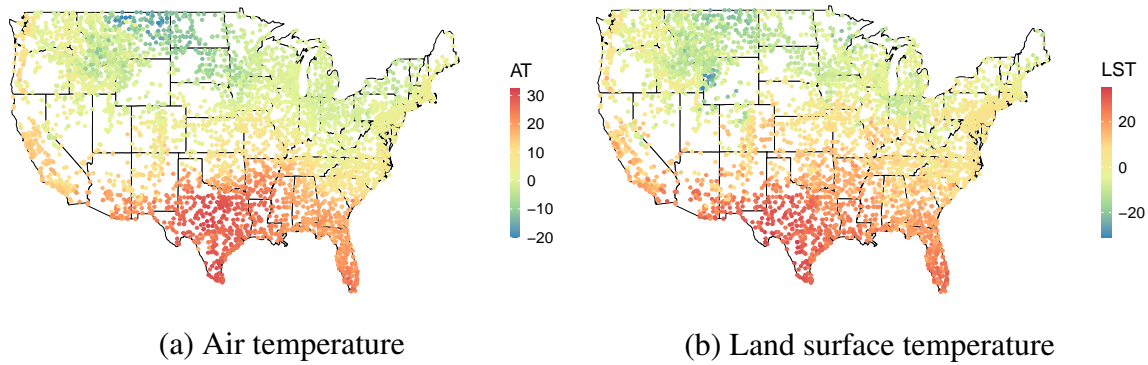 AT
30
20
10
0
−10
−20
LST
20
0
−20
(a) Air temperature
(b) Land surface temperature